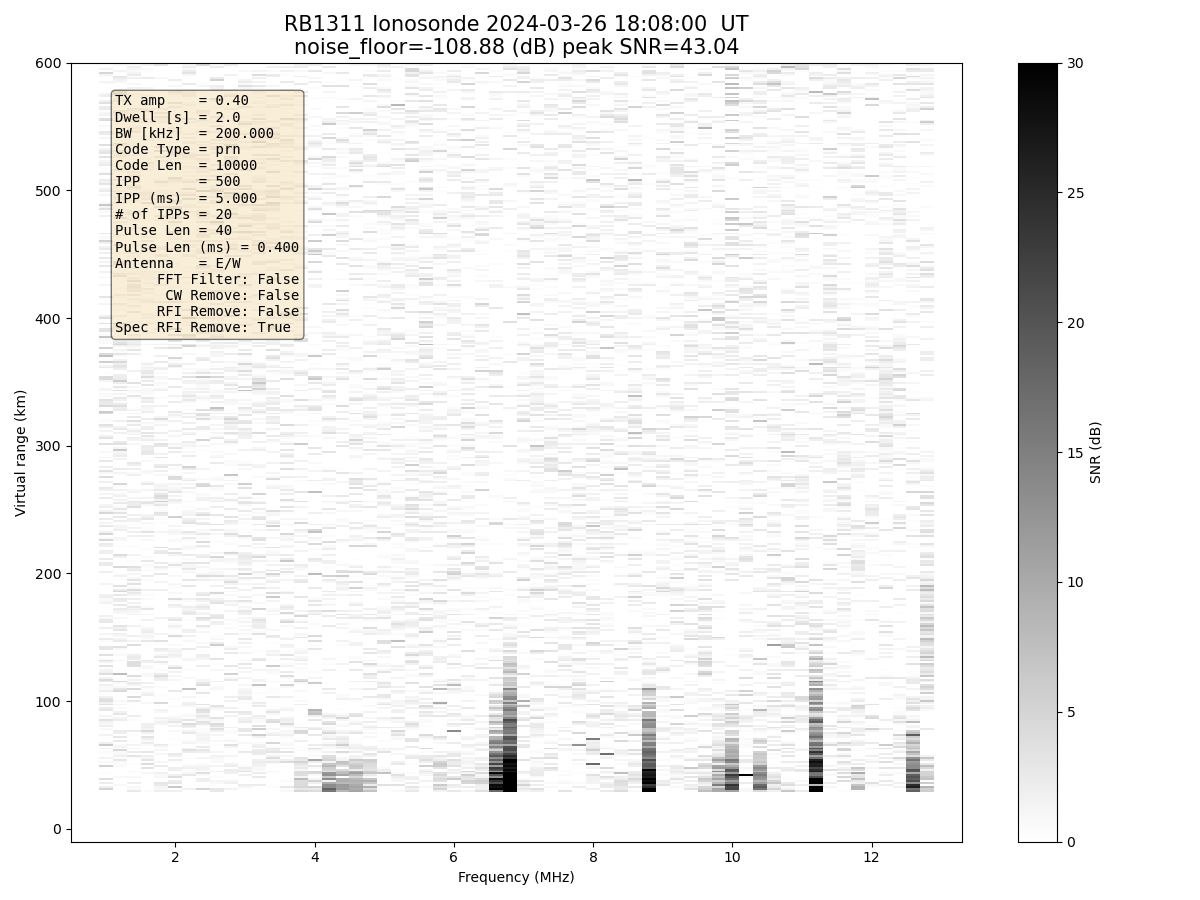 RB1311 Ionosonde 2024-03-26 18:08:00  UT
noise_floor=-108.88 (dB) peak SNR=43.04
TX amp    = 0.40
Dwell [s] = 2.0
BW [kHz]  = 200.000
Code Type = prn
Code Len  = 10000
IPP       = 500
IPP (ms)  = 5.000
# of IPPs = 20
Pulse Len = 40
Pulse Len (ms) = 0.400
Antenna   = E/W
FFT Filter: False
CW Remove: False
RFI Remove: False
Spec RFI Remove: True
600
500
400
300
200
100
0
Virtual range (km)
2 4 6 8 10 12
Frequency (MHz)
30
25
20
15
10
5
0
SNR (dB)